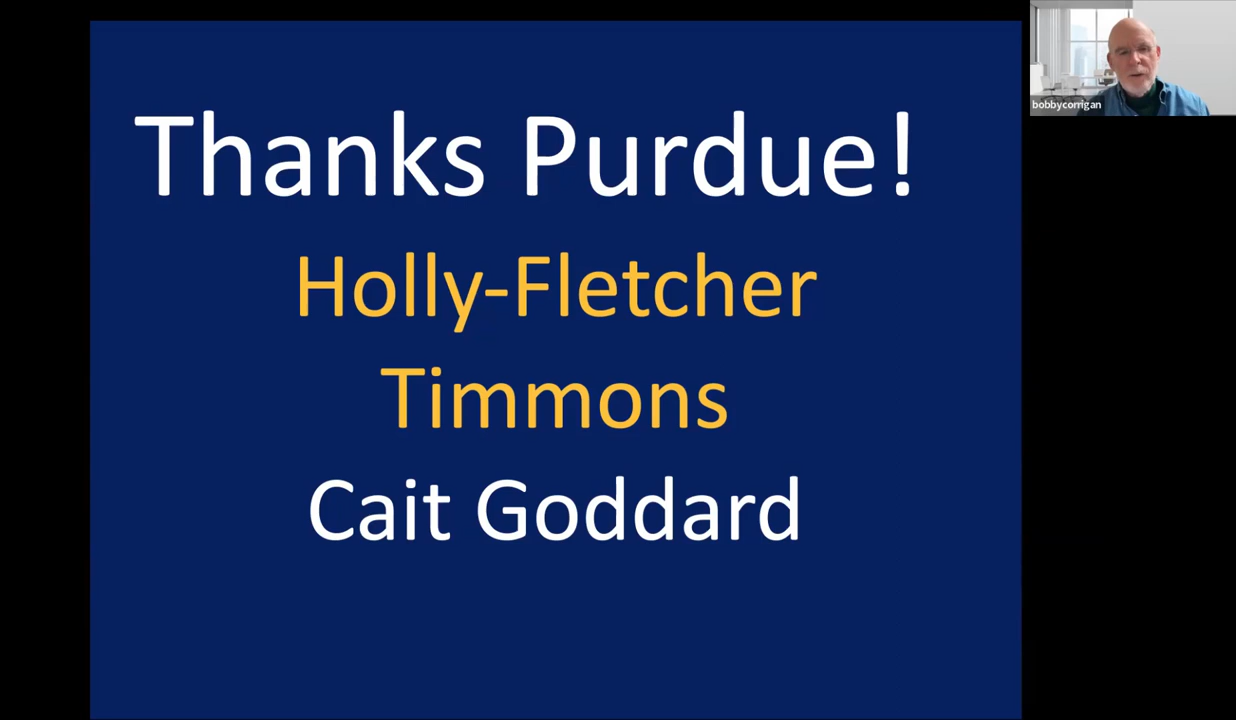 Thanks Purdue!
Holly-Fletcher
Timmons
Cait Goddard
bobbycorrigan